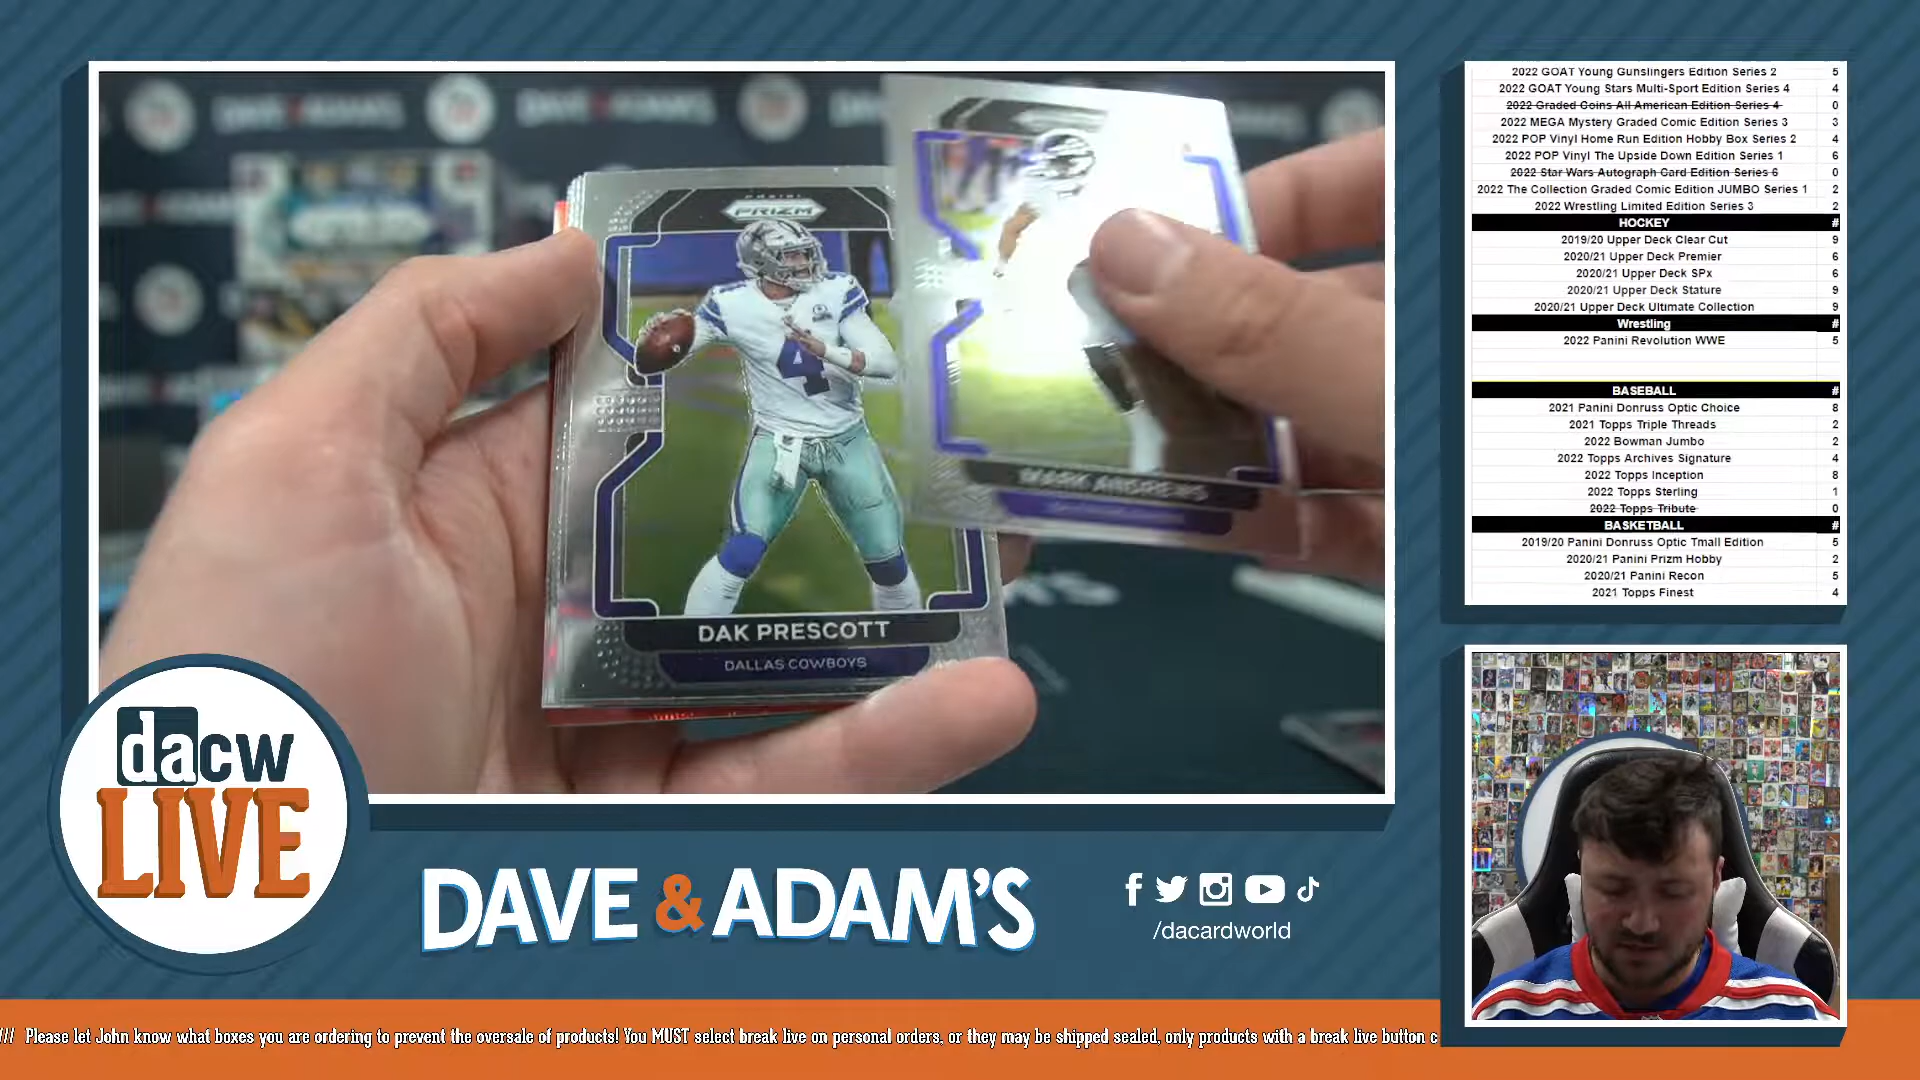 PANINI
PRIZM
DAK PRESCOTT
DALLAS COWBOYS
MARK ANDREWS
2022 GOAT Young Gunslingers Edition Series 2 5
2022 GOAT Young Stars Multi-Sport Edition Series 4 4
2022 Graded Coins All American Edition Series 4 0
2022 MEGA Mystery Graded Comic Edition Series 3 3
2022 POP Vinyl Home Run Edition Hobby Box Series 2 4
2022 POP Vinyl The Upside Down Edition Series 1 6
2022 Star Wars Autograph Card Edition Series 6 0
2022 The Collection Graded Comic Edition JUMBO Series 1 2
2022 Wrestling Limited Edition Series 3 2
HOCKEY #
2019/20 Upper Deck Clear Cut 9
2020/21 Upper Deck Premier 6
2020/21 Upper Deck SPx 6
2020/21 Upper Deck Stature 9
2020/21 Upper Deck Ultimate Collection 9
Wrestling #
2022 Panini Revolution WWE 5
BASEBALL #
2021 Panini Donruss Optic Choice 8
2021 Topps Triple Threads 2
2022 Bowman Jumbo 2
2022 Topps Archives Signature 4
2022 Topps Inception 8
2022 Topps Sterling 1
2022 Topps Tribute 0
BASKETBALL #
2019/20 Panini Donruss Optic Tmall Edition 5
2020/21 Panini Prizm Hobby 2
2020/21 Panini Recon 5
2021 Topps Finest 4
dacw
LIVE
DAVE & ADAM'S
/dacardworld
/// Please let John know what boxes you are ordering to prevent the oversale of products! You MUST select break live on personal orders, or they may be shipped sealed, only products with a break live button c